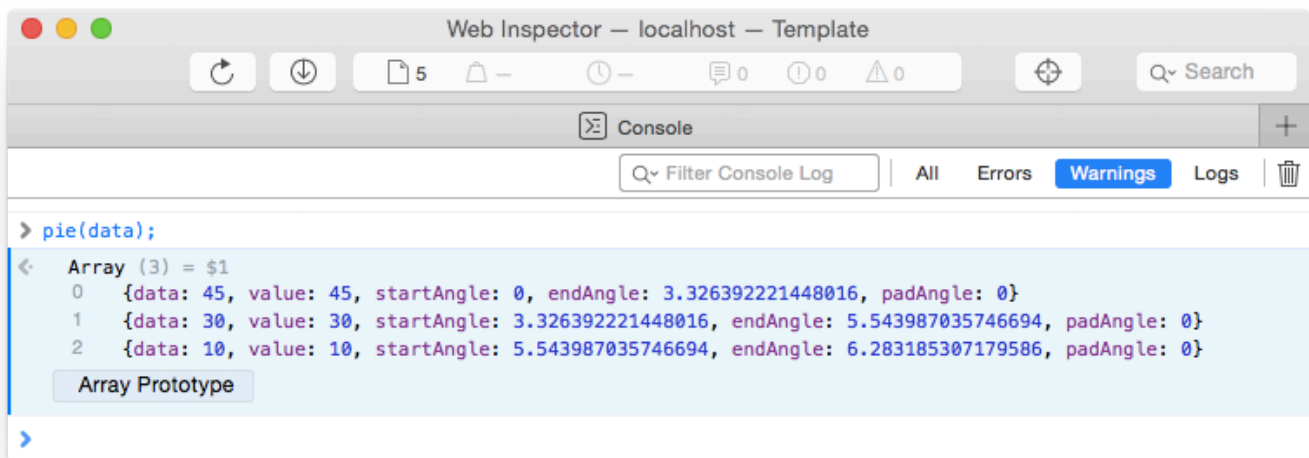 Web Inspector — localhost — Template
5 — — 0 0 0 Search
Console
Filter Console Log All Errors Warnings Logs
> pie(data);
Array (3) = $1
0 {data: 45, value: 45, startAngle: 0, endAngle: 3.326392221448016, padAngle: 0}
1 {data: 30, value: 30, startAngle: 3.326392221448016, endAngle: 5.543987035746694, padAngle: 0}
2 {data: 10, value: 10, startAngle: 5.543987035746694, endAngle: 6.283185307179586, padAngle: 0}
Array Prototype
>